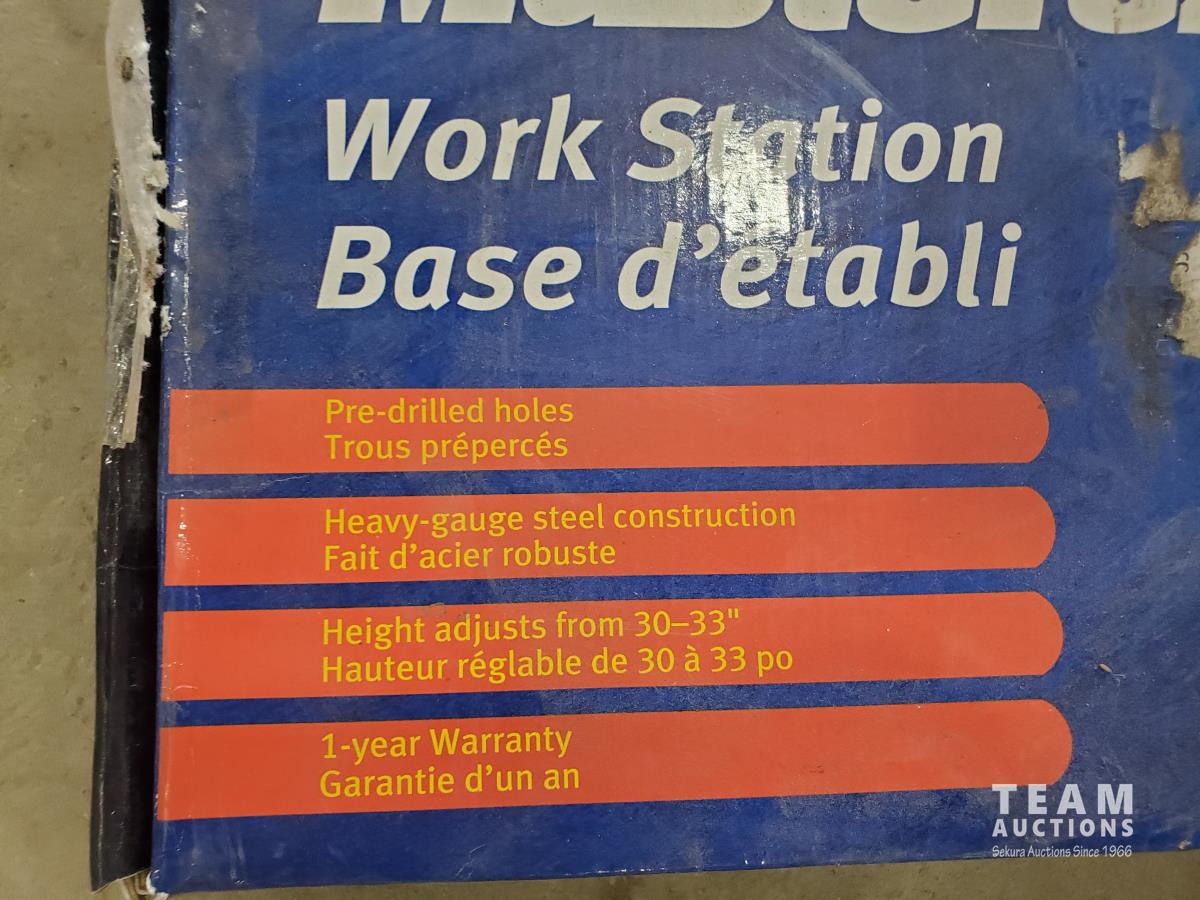 Work Station
Base d'établi
Pre-drilled holes
Trous prépercés
Heavy-gauge steel construction
Fait d'acier robuste
Height adjusts from 30–33"
Hauteur réglable de 30 à 33 po
1-year Warranty
Garantie d'un an
TEAM
AUCTIONS
Sekura Auctions Since 1966